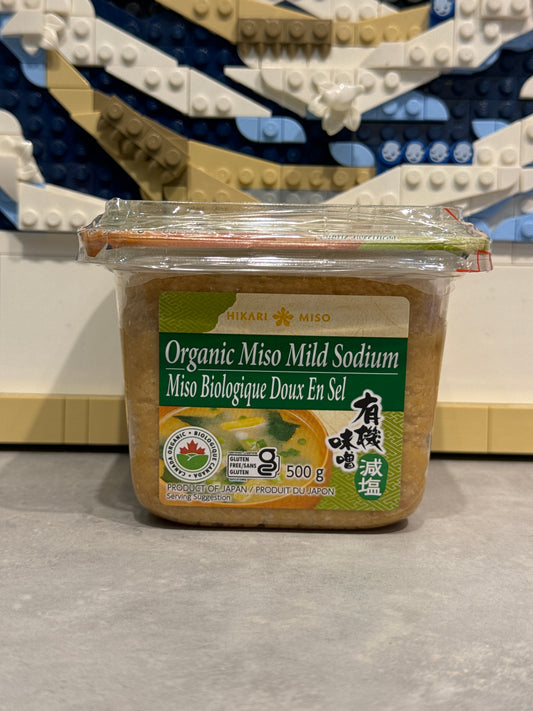 HIKARI MISO
Organic Miso Mild Sodium
Miso Biologique Doux En Sel
有機
味噌
減塩
CANADA ORGANIC • BIOLOGIQUE CANADA
GLUTEN
FREE/SANS
GLUTEN
500 g
PRODUCT OF JAPAN / PRODUIT DU JAPON
Serving Suggestion